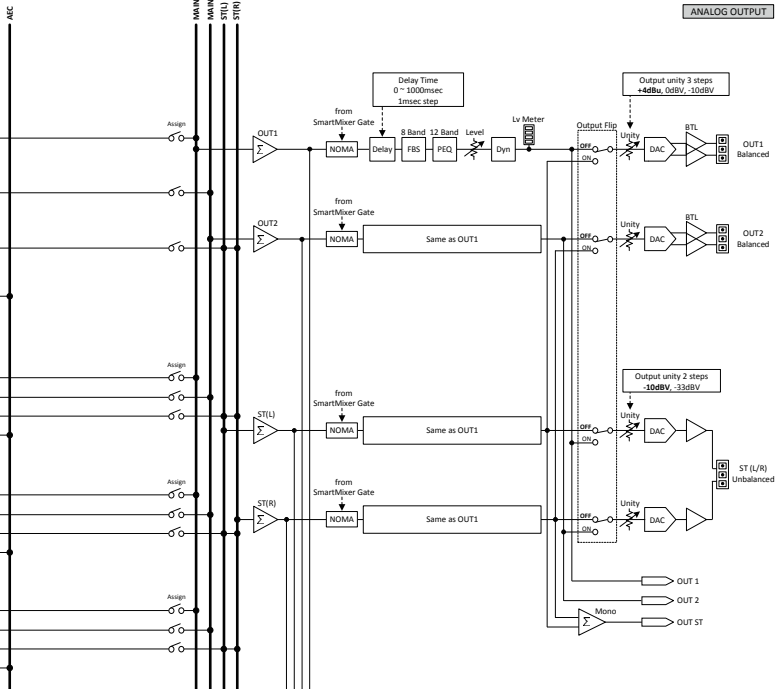 AEC
MAIN
MAIN
ST(L)
ST(R)
ANALOG OUTPUT
Delay Time
0 ~ 1000msec
1msec step
Output unity 3 steps
+4dBu, 0dBV, -10dBV
from
SmartMixer Gate
Assign
OUT1
Σ
NOMA
Delay
8 Band
FBS
12 Band
PEQ
Level
Dyn
Lv Meter
Output Flip
OFF
ON
Unity
DAC
BTL
OUT1
Balanced
from
SmartMixer Gate
OUT2
Σ
NOMA
Same as OUT1
OFF
ON
Unity
DAC
BTL
OUT2
Balanced
Output unity 2 steps
-10dBV, -33dBV
Assign
from
SmartMixer Gate
ST(L)
Σ
NOMA
Same as OUT1
OFF
ON
Unity
DAC
ST (L/R)
Unbalanced
Assign
from
SmartMixer Gate
ST(R)
Σ
NOMA
Same as OUT1
OFF
ON
Unity
DAC
OUT 1
Assign
OUT 2
Mono
Σ
OUT ST